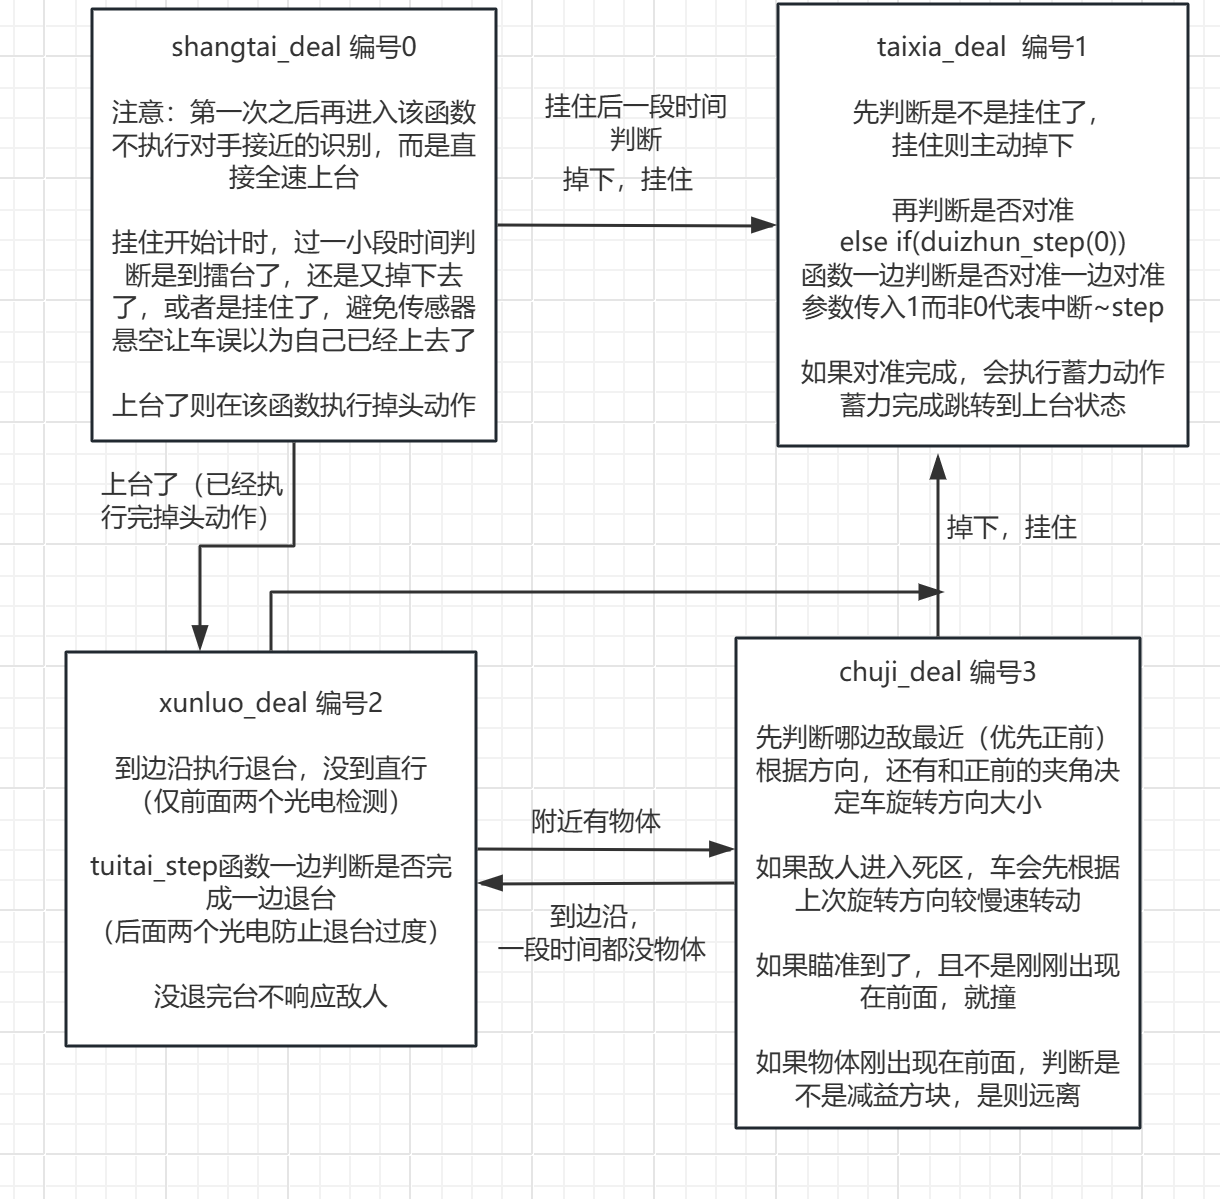 shangtai_deal 编号0
注意：第一次之后再进入该函数
不执行对手接近的识别，而是直
接全速上台
挂住开始计时，过一小段时间判
断是到擂台了，还是又掉下去
了，或者是挂住了，避免传感器
悬空让车误以为自己已经上去了
上台了则在该函数执行掉头动作
挂住后一段时间
判断
掉下，挂住
taixia_deal 编号1
先判断是不是挂住了，
挂住则主动掉下
再判断是否对准
else if(duizhun_step(0))
函数一边判断是否对准一边对准
参数传入1而非0代表中断~step
如果对准完成，会执行蓄力动作
蓄力完成跳转到上台状态
上台了（已经执
行完掉头动作）
掉下，挂住
xunluo_deal 编号2
到边沿执行退台，没到直行
（仅前面两个光电检测）
tuitai_step函数一边判断是否完
成一边退台
（后面两个光电防止退台过度）
没退完台不响应敌人
附近有物体
到边沿，
一段时间都没物体
chuji_deal 编号3
先判断哪边敌最近（优先正前）
根据方向，还有和正前的夹角决
定车旋转方向大小
如果敌人进入死区，车会先根据
上次旋转方向较慢速转动
如果瞄准到了，且不是刚刚出现
在前面，就撞
如果物体刚出现在前面，判断是
不是减益方块，是则远离